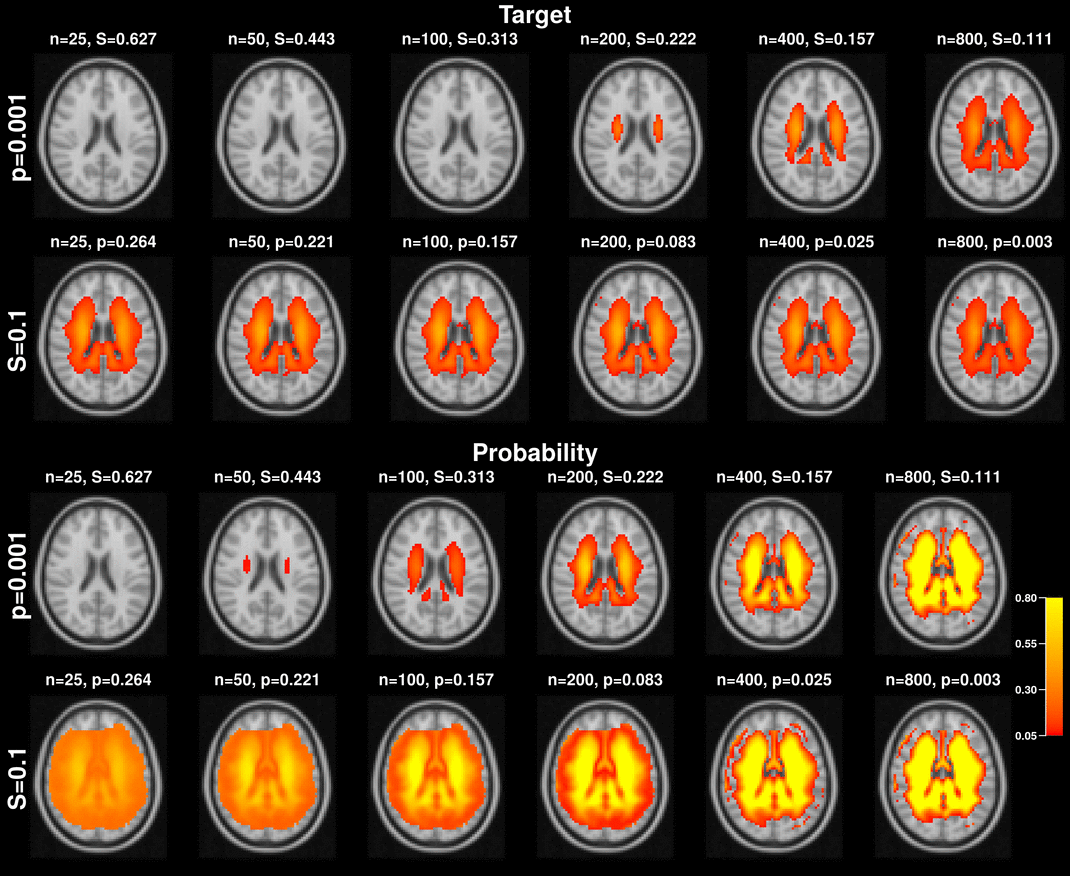 Target
n=25, S=0.627 n=50, S=0.443 n=100, S=0.313 n=200, S=0.222 n=400, S=0.157 n=800, S=0.111
p=0.001
n=25, p=0.264 n=50, p=0.221 n=100, p=0.157 n=200, p=0.083 n=400, p=0.025 n=800, p=0.003
S=0.1
Probability
n=25, S=0.627 n=50, S=0.443 n=100, S=0.313 n=200, S=0.222 n=400, S=0.157 n=800, S=0.111
p=0.001
0.80
0.55
0.30
0.05
n=25, p=0.264 n=50, p=0.221 n=100, p=0.157 n=200, p=0.083 n=400, p=0.025 n=800, p=0.003
S=0.1